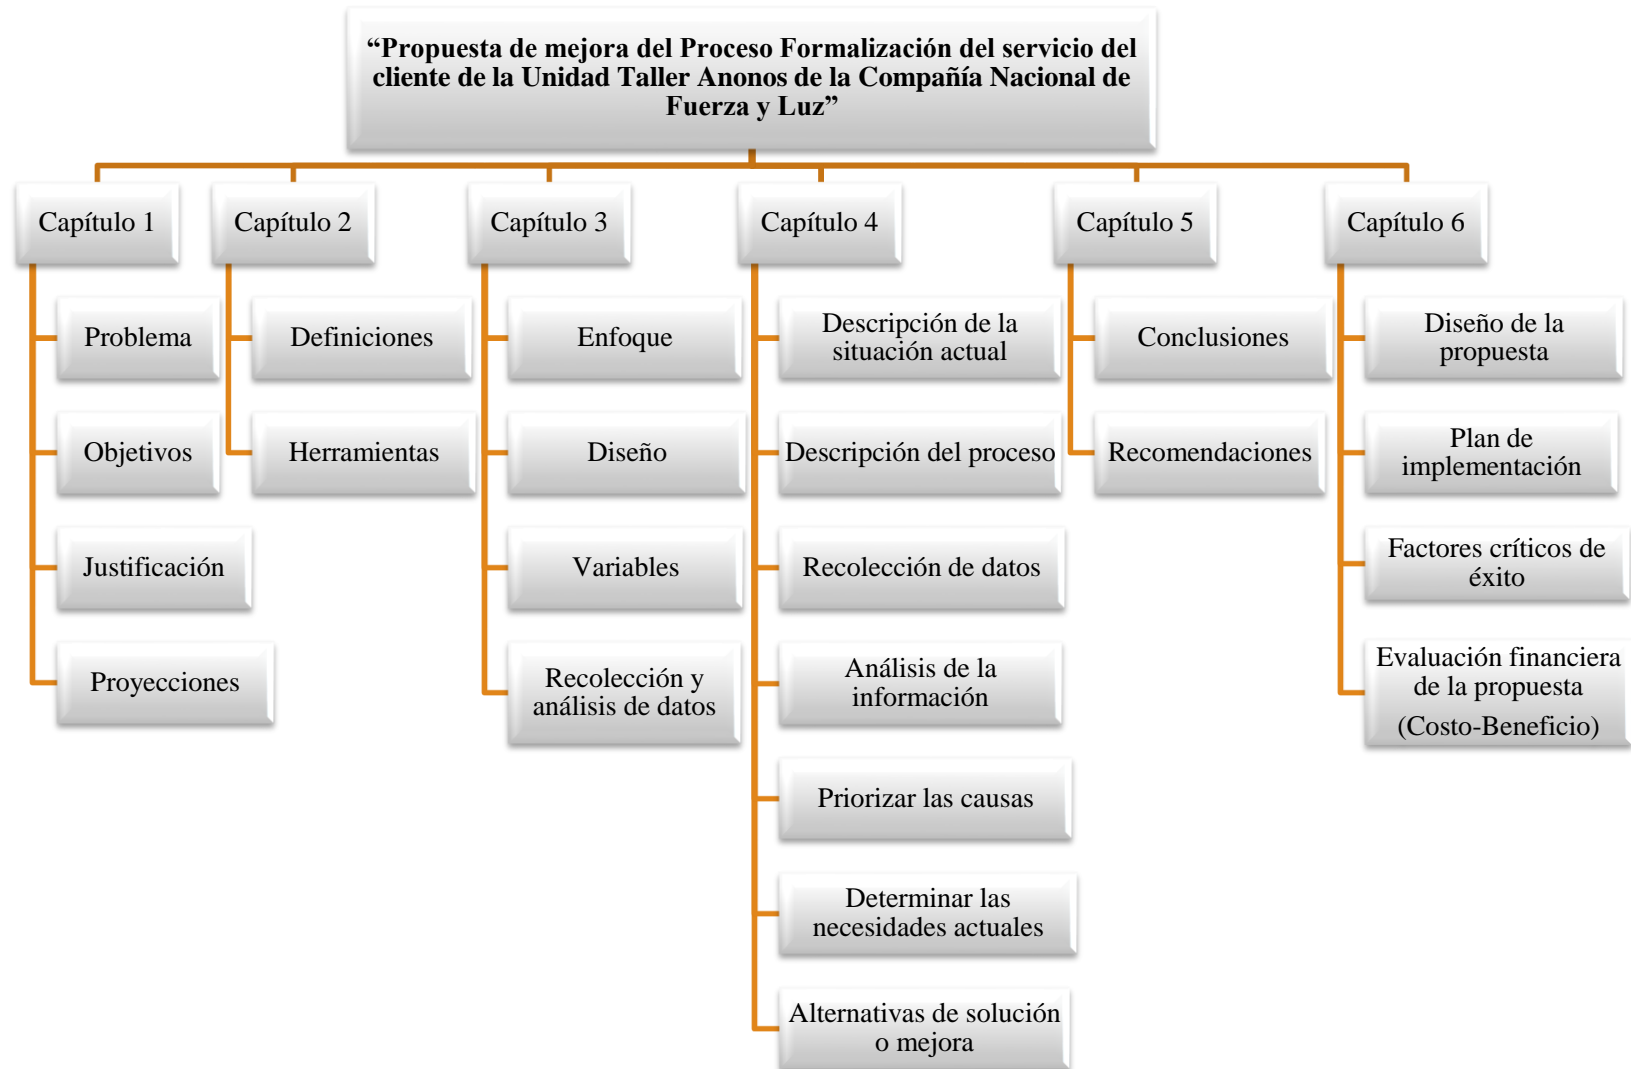 “Propuesta de mejora del Proceso Formalización del servicio del
cliente de la Unidad Taller Anonos de la Compañía Nacional de
Fuerza y Luz”
Capítulo 1
Problema
Objetivos
Justificación
Proyecciones
Capítulo 2
Definiciones
Herramientas
Capítulo 3
Enfoque
Diseño
Variables
Recolección y
análisis de datos
Capítulo 4
Descripción de la
situación actual
Descripción del proceso
Recolección de datos
Análisis de la
información
Priorizar las causas
Determinar las
necesidades actuales
Alternativas de solución
o mejora
Capítulo 5
Conclusiones
Recomendaciones
Capítulo 6
Diseño de la
propuesta
Plan de
implementación
Factores críticos de
éxito
Evaluación financiera
de la propuesta
(Costo-Beneficio)